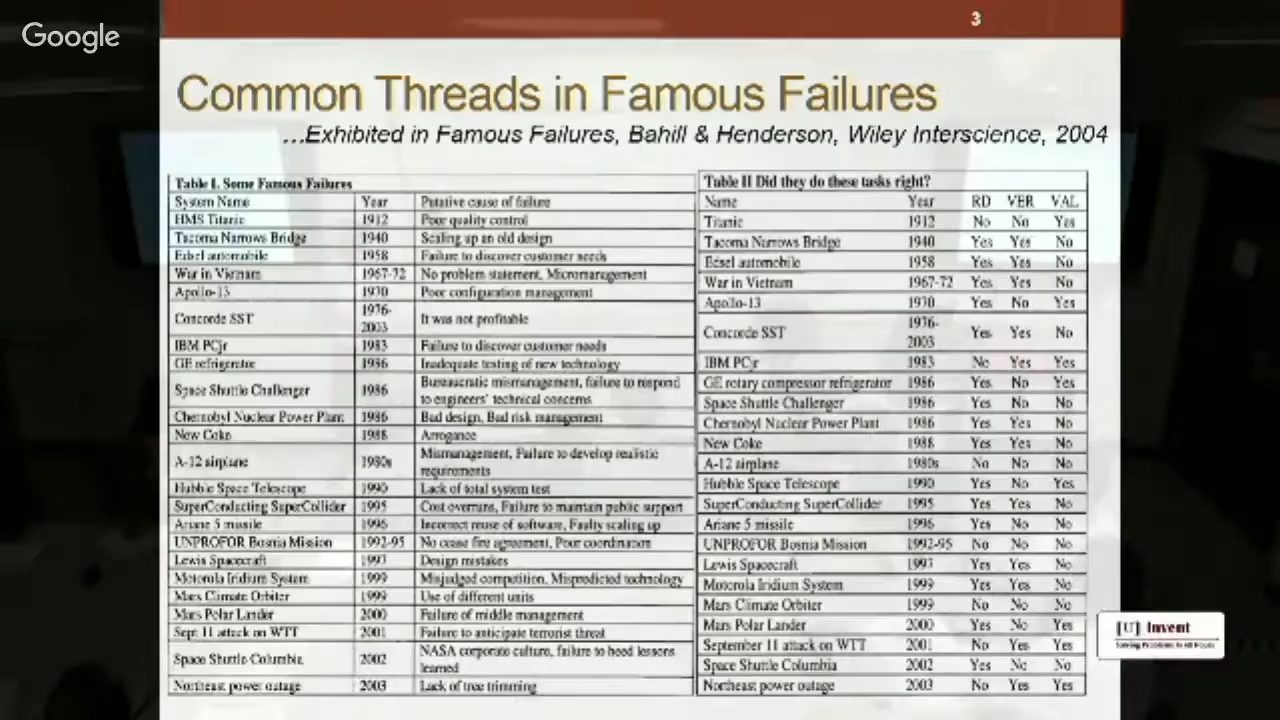 3
Google
Common Threads in Famous Failures
...Exhibited in Famous Failures, Bahill & Henderson, Wiley Interscience, 2004
Table I. Some Famous Failures
System Name Year Putative cause of failure
HMS Titanic 1912 Poor quality control
Tacoma Narrows Bridge 1940 Scaling up an old design
Edsel automobile 1958 Failure to discover customer needs
War in Vietnam 1967-72 No problem statement, Micromanagement
Apollo-13 1970 Poor configuration management
Concorde SST 1976-2003 It was not profitable
IBM PCjr 1983 Failure to discover customer needs
GE refrigerator 1986 Inadequate testing of new technology
Space Shuttle Challenger 1986 Bureaucratic mismanagement, failure to respond
to engineers' technical concerns
Chernobyl Nuclear Power Plant 1986 Bad design, Bad risk management
New Coke 1988 Arrogance
A-12 airplane 1980s Mismanagement, Failure to develop realistic
requirements
Hubble Space Telescope 1990 Lack of total system test
SuperConducting SuperCollider 1995 Cost overruns, Failure to maintain public support
Ariane 5 missile 1996 Incorrect reuse of software, Faulty scaling up
UNPROFOR Bosnia Mission 1992-95 No cease fire agreement, Poor coordination
Lewis Spacecraft 1997 Design mistakes
Motorola Iridium System 1999 Misjudged competition, Mispredicted technology
Mars Climate Orbiter 1999 Use of different units
Mars Polar Lander 2000 Failure of middle management
Sept 11 attack on WTT 2001 Failure to anticipate terrorist threat
Space Shuttle Columbia 2002 NASA corporate culture, failure to heed lessons
learned
Northeast power outage 2003 Lack of tree trimming
Table II Did they do these tasks right?
Name Year RD VER VAL
Titanic 1912 No No Yes
Tacoma Narrows Bridge 1940 Yes Yes No
Edsel automobile 1958 Yes Yes No
War in Vietnam 1967-72 Yes Yes No
Apollo-13 1970 Yes No Yes
Concorde SST 1976-2003 Yes Yes No
IBM PCjr 1983 No Yes Yes
GE rotary compressor refrigerator 1986 Yes No Yes
Space Shuttle Challenger 1986 Yes No No
Chernobyl Nuclear Power Plant 1986 Yes Yes No
New Coke 1988 Yes Yes No
A-12 airplane 1980s No No No
Hubble Space Telescope 1990 Yes No Yes
SuperConducting SuperCollider 1995 Yes Yes No
Ariane 5 missile 1996 Yes No No
UNPROFOR Bosnia Mission 1992-95 No No No
Lewis Spacecraft 1997 Yes Yes No
Motorola Iridium System 1999 Yes Yes No
Mars Climate Orbiter 1999 No No No
Mars Polar Lander 2000 Yes No Yes
September 11 attack on WTT 2001 No Yes Yes
Space Shuttle Columbia 2002 Yes No No
Northeast power outage 2003 No Yes Yes
[U] Invent
Solving Problems in All Fields